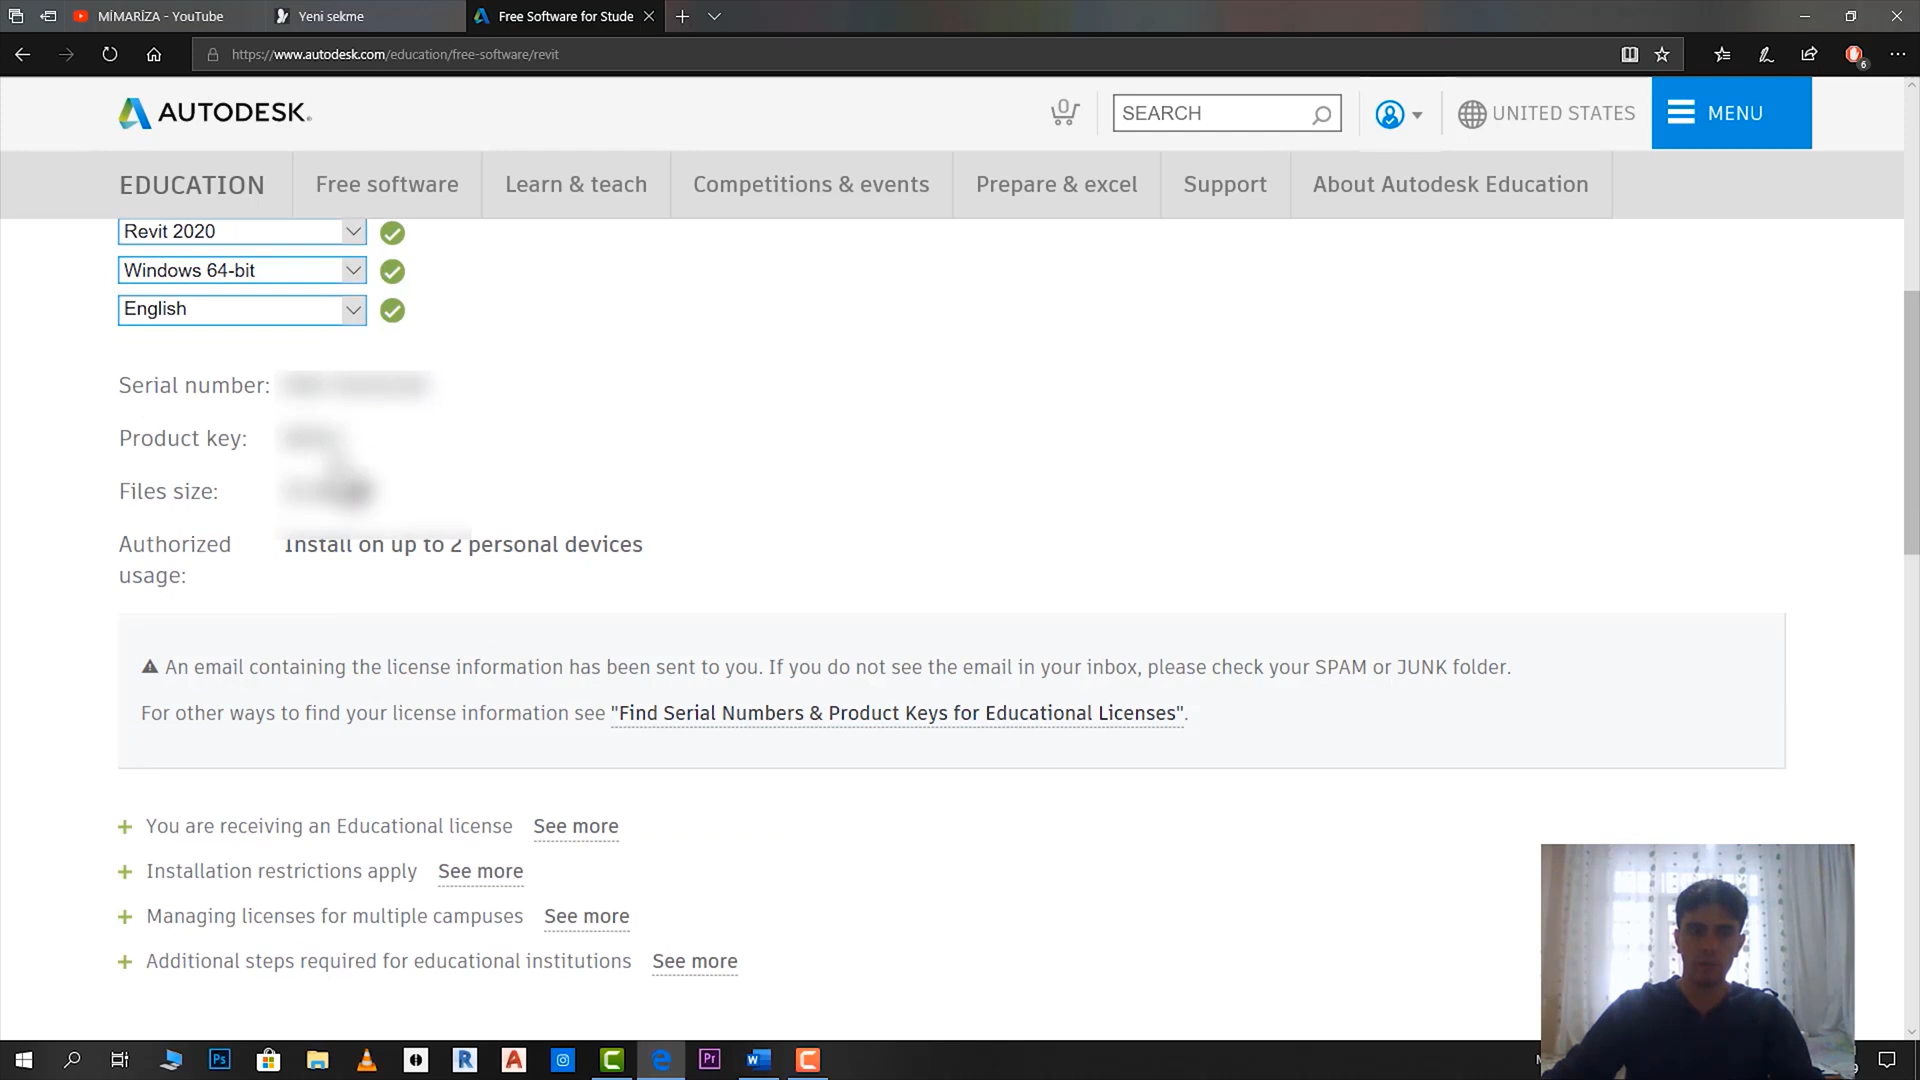 MİMARİZA - YouTube
Yeni sekme
Free Software for Stude
https://www.autodesk.com/education/free-software/revit
6
AUTODESK.
0
SEARCH
UNITED STATES
MENU
EDUCATION
Free software
Learn & teach
Competitions & events
Prepare & excel
Support
About Autodesk Education
Revit 2020
Windows 64-bit
English
Serial number:
Product key:
Files size:
Authorized usage: Install on up to 2 personal devices
An email containing the license information has been sent to you. If you do not see the email in your inbox, please check your SPAM or JUNK folder.
For other ways to find your license information see "Find Serial Numbers & Product Keys for Educational Licenses".
+ You are receiving an Educational license See more
+ Installation restrictions apply See more
+ Managing licenses for multiple campuses See more
+ Additional steps required for educational institutions See more
Ps
R
A
C
e
Pr
W
C